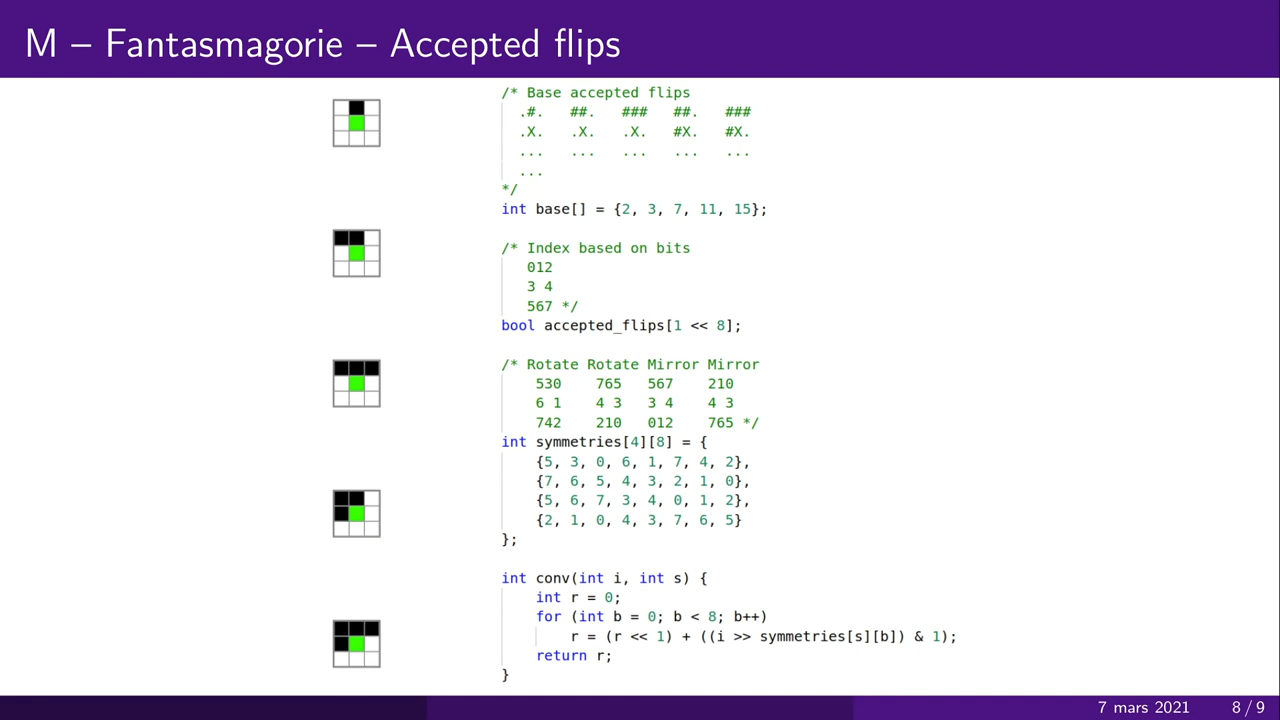 M – Fantasmagorie – Accepted flips
/* Base accepted flips
.#. ##. ### ##. ###
.X. .X. .X. #X. #X.
... ... ... ... ...
...
*/
int base[] = {2, 3, 7, 11, 15};
/* Index based on bits
012
3 4
567 */
bool accepted_flips[1 << 8];
/* Rotate Rotate Mirror Mirror
530 765 567 210
6 1 4 3 3 4 4 3
742 210 012 765 */
int symmetries[4][8] = {
{5, 3, 0, 6, 1, 7, 4, 2},
{7, 6, 5, 4, 3, 2, 1, 0},
{5, 6, 7, 3, 4, 0, 1, 2},
{2, 1, 0, 4, 3, 7, 6, 5}
};
int conv(int i, int s) {
int r = 0;
for (int b = 0; b < 8; b++)
r = (r << 1) + ((i >> symmetries[s][b]) & 1);
return r;
}
7 mars 2021 8 / 9